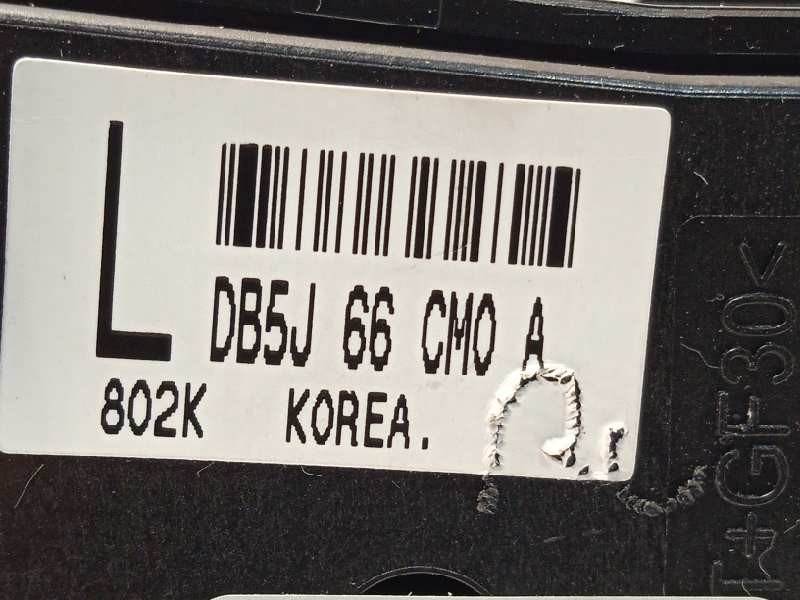 L
DB5J 66 CM0 A
802K KOREA.
+GF30<